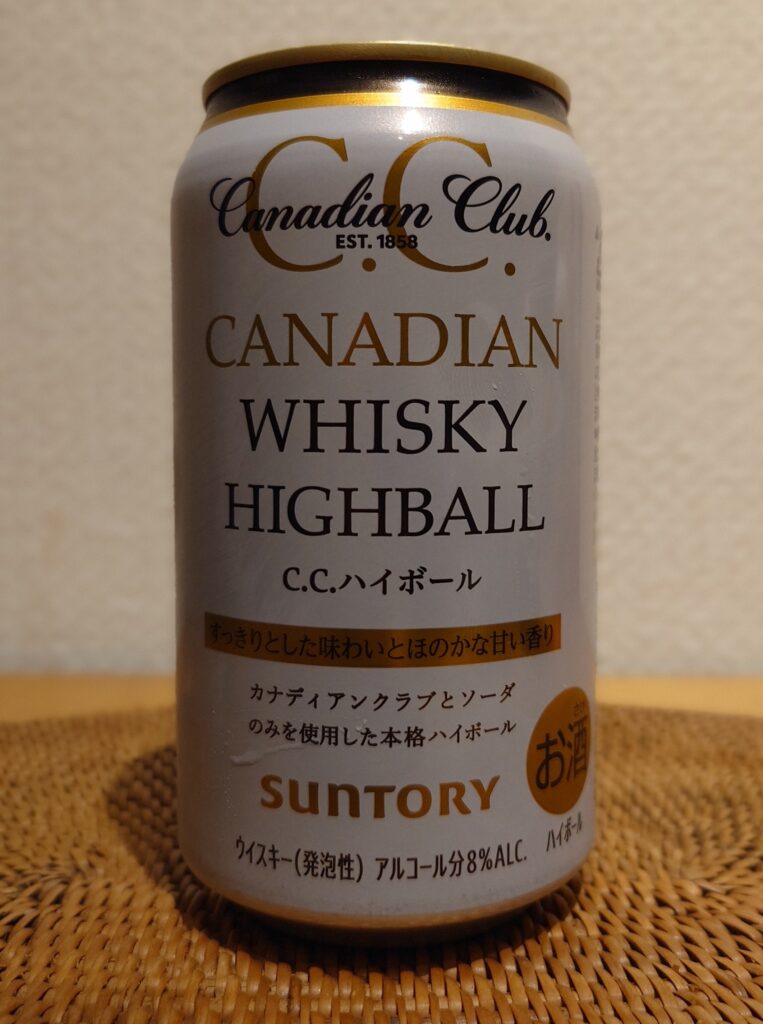 C.C.
Canadian Club.
EST. 1858
CANADIAN
WHISKY
HIGHBALL
C.C.ハイボール
すっきりとした味わいとほのかな甘い香り
カナディアンクラブとソーダ
のみを使用した本格ハイボール
お酒
SUNTORY
ハイボール
ウイスキー(発泡性) アルコール分8%ALC.